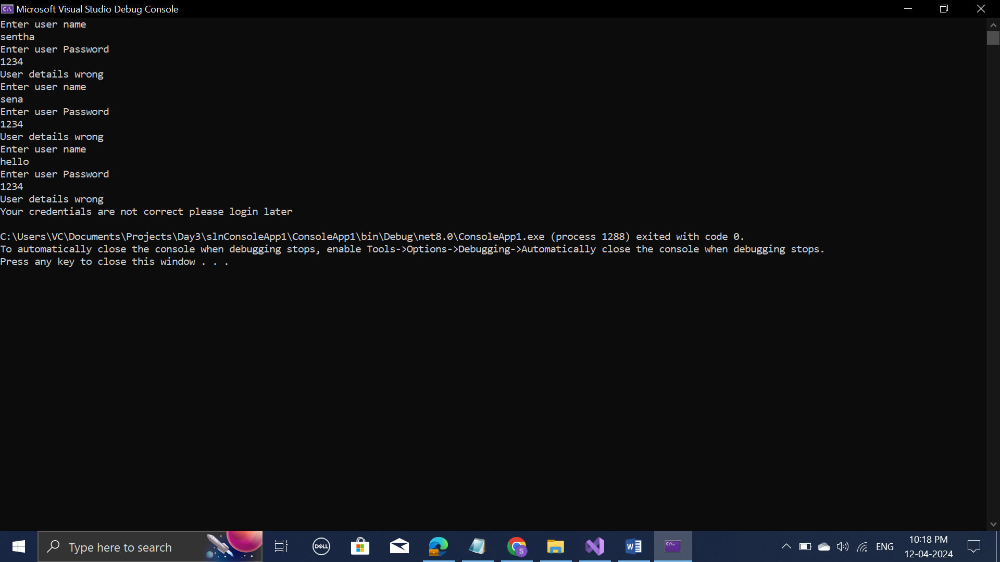 Microsoft Visual Studio Debug Console
Enter user name
sentha
Enter user Password
1234
User details wrong
Enter user name
sena
Enter user Password
1234
User details wrong
Enter user name
hello
Enter user Password
1234
User details wrong
Your credentials are not correct please login later
C:\Users\VC\Documents\Projects\Day3\slnConsoleApp1\ConsoleApp1\bin\Debug\net8.0\ConsoleApp1.exe (process 1288) exited with code 0.
To automatically close the console when debugging stops, enable Tools->Options->Debugging->Automatically close the console when debugging stops.
Press any key to close this window . . .
Type here to search
DELL
S
ENG
10:18 PM
12-04-2024